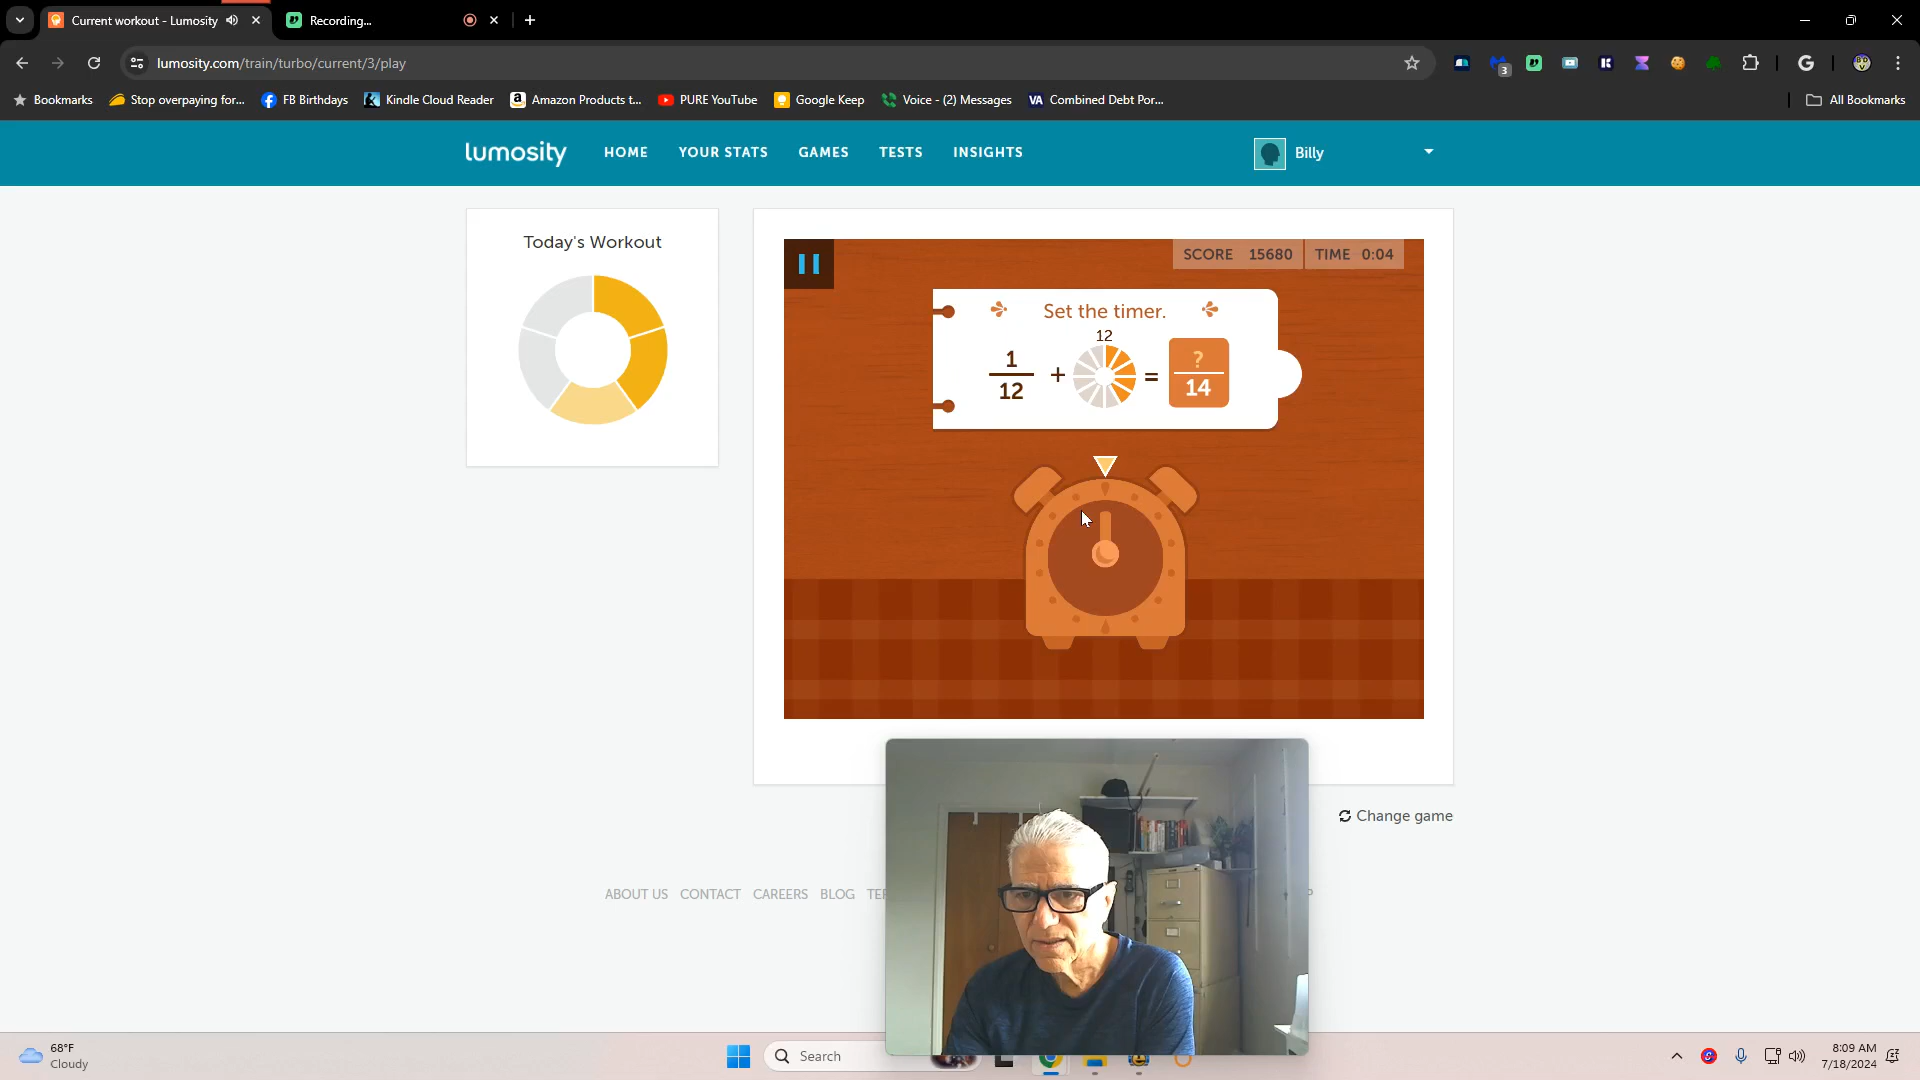 Current workout - Lumosity
Recording...
lumosity.com/train/turbo/current/3/play
3
Bookmarks
Stop overpaying for...
FB Birthdays
Kindle Cloud Reader
Amazon Products t...
PURE YouTube
Google Keep
Voice - (2) Messages
VA Combined Debt Por...
All Bookmarks
lumosity
HOME
YOUR STATS
GAMES
TESTS
INSIGHTS
Billy
Today's Workout
SCORE 15680
TIME 0:04
Set the timer.
12
1
12
+
=
?
14
Change game
ABOUT US
CONTACT
CAREERS
BLOG
68°F
Cloudy
Search
8:09 AM
7/18/2024